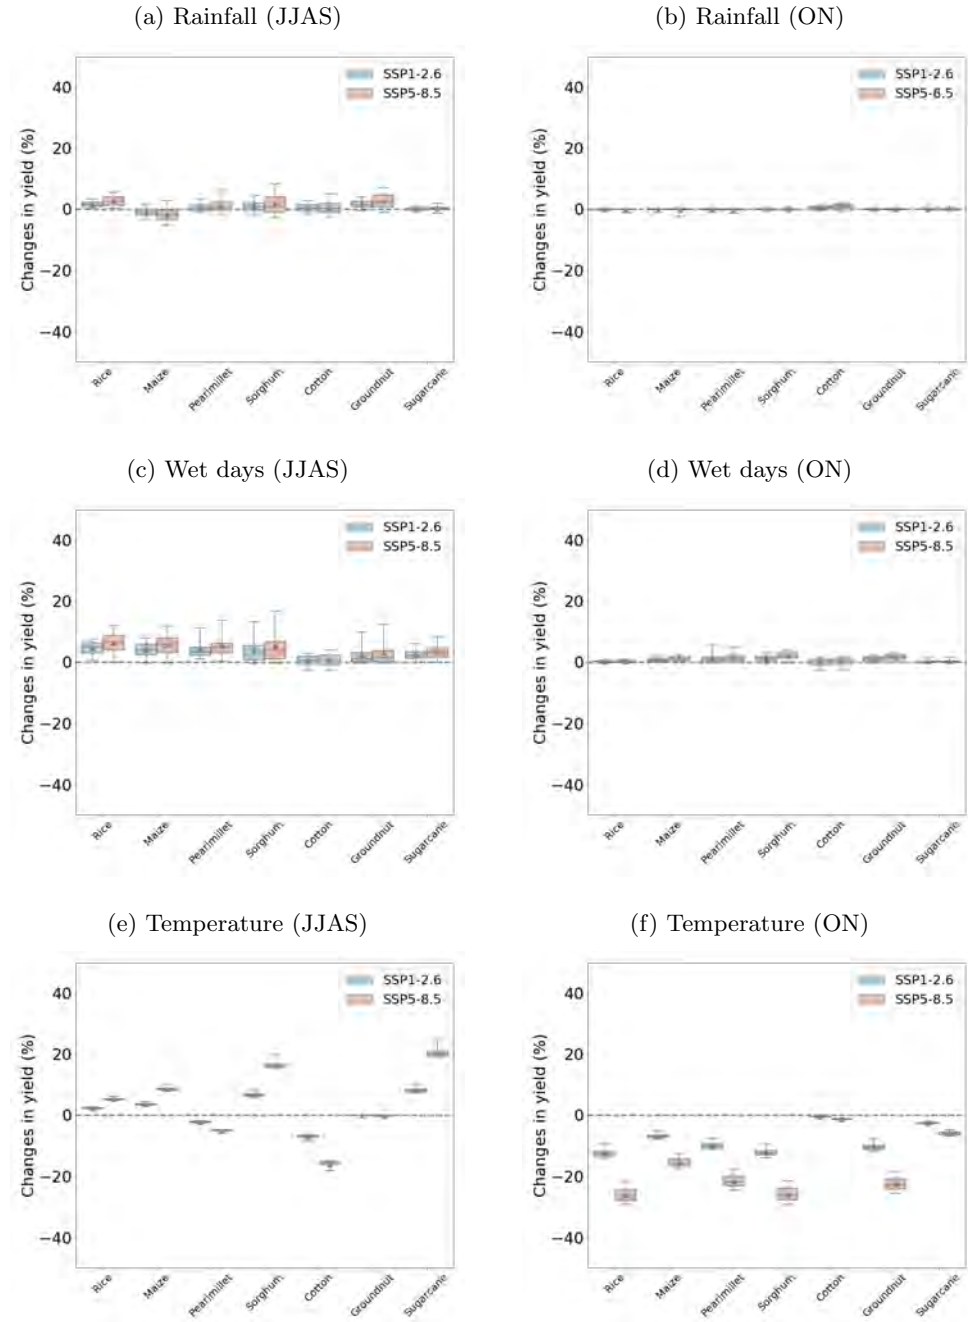 (a) Rainfall (JJAS)
Changes in yield (%)
40
20
0
−20
−40
SSP1-2.6
SSP5-8.5
Rice Maize Pearlmillet Sorghum Cotton Groundnut Sugarcane
(b) Rainfall (ON)
Changes in yield (%)
40
20
0
−20
−40
SSP1-2.6
SSP5-8.5
Rice Maize Pearlmillet Sorghum Cotton Groundnut Sugarcane
(c) Wet days (JJAS)
Changes in yield (%)
40
20
0
−20
−40
SSP1-2.6
SSP5-8.5
Rice Maize Pearlmillet Sorghum Cotton Groundnut Sugarcane
(d) Wet days (ON)
Changes in yield (%)
40
20
0
−20
−40
SSP1-2.6
SSP5-8.5
Rice Maize Pearlmillet Sorghum Cotton Groundnut Sugarcane
(e) Temperature (JJAS)
Changes in yield (%)
40
20
0
−20
−40
SSP1-2.6
SSP5-8.5
Rice Maize Pearlmillet Sorghum Cotton Groundnut Sugarcane
(f) Temperature (ON)
Changes in yield (%)
40
20
0
−20
−40
SSP1-2.6
SSP5-8.5
Rice Maize Pearlmillet Sorghum Cotton Groundnut Sugarcane